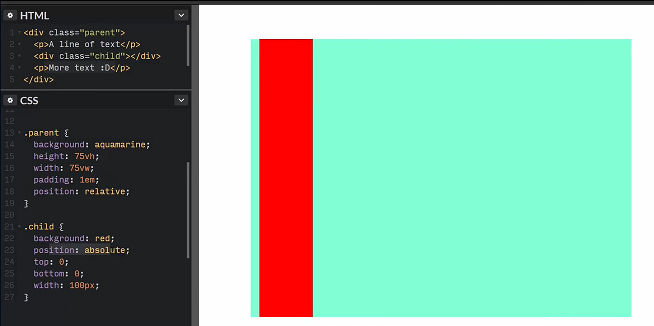 HTML
1 <div class="parent">
2 <p>A line of text</p>
3 <div class="child"></div>
4 <p>More text :D</p>
5 </div>
CSS
12
13 .parent {
14 background: aquamarine;
15 height: 75vh;
16 width: 75vw;
17 padding: 1em;
18 position: relative;
19 }
20
21 .child {
22 background: red;
23 position: absolute;
24 top: 0;
25 bottom: 0;
26 width: 100px;
27 }